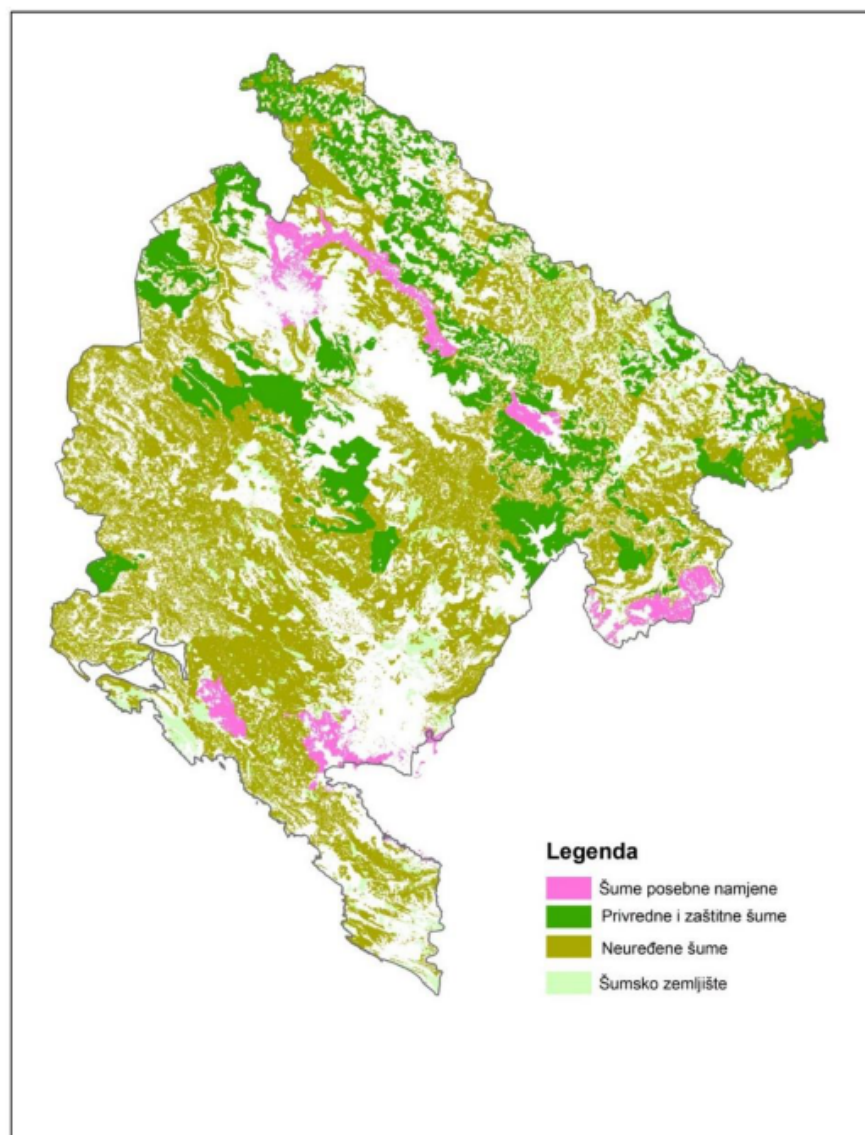 Legenda
Šume posebne namjene
Privredne i zaštitne šume
Neuređene šume
Šumsko zemljište